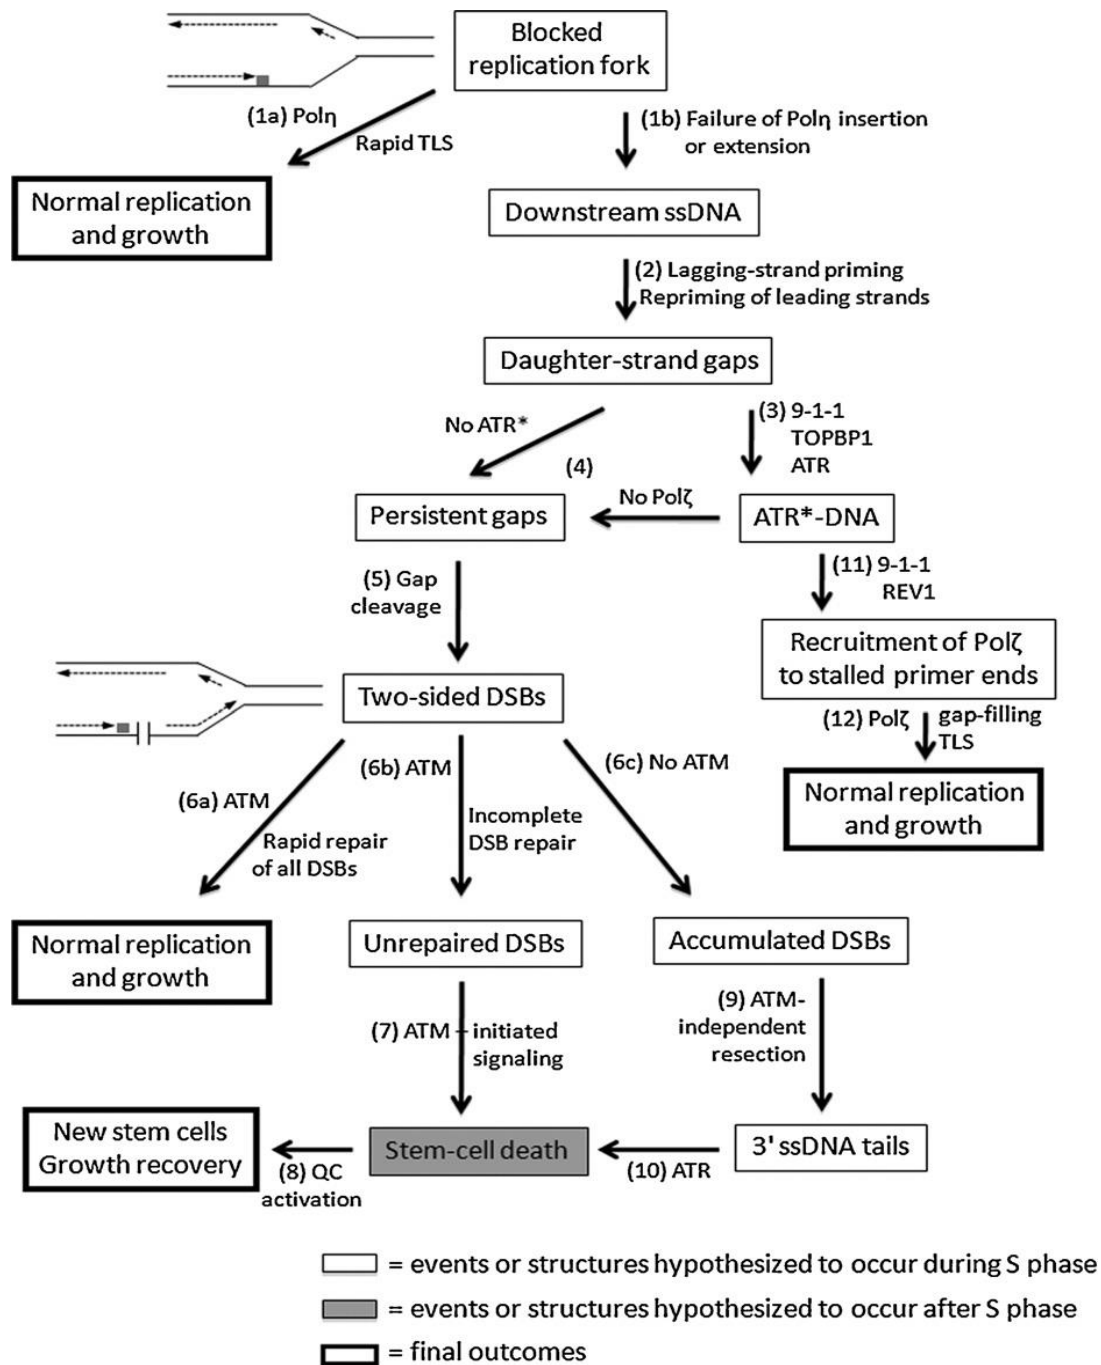 Blocked
replication fork
(1a) Polη
Rapid TLS
(1b) Failure of Polη insertion
or extension
Normal replication
and growth
Downstream ssDNA
(2) Lagging-strand priming
Repriming of leading strands
Daughter-strand gaps
No ATR*
(3) 9-1-1
TOPBP1
ATR
(4)
No Polζ
Persistent gaps
ATR*-DNA
(5) Gap
cleavage
(11) 9-1-1
REV1
Recruitment of Polζ
to stalled primer ends
Two-sided DSBs
(12) Polζ
gap-filling
TLS
(6a) ATM
Rapid repair
of all DSBs
(6b) ATM
Incomplete
DSB repair
(6c) No ATM
Normal replication
and growth
Normal replication
and growth
Unrepaired DSBs
Accumulated DSBs
(7) ATM - initiated
signaling
(9) ATM-
independent
resection
New stem cells
Growth recovery
(8) QC
activation
Stem-cell death
(10) ATR
3' ssDNA tails
= events or structures hypothesized to occur during S phase
= events or structures hypothesized to occur after S phase
= final outcomes